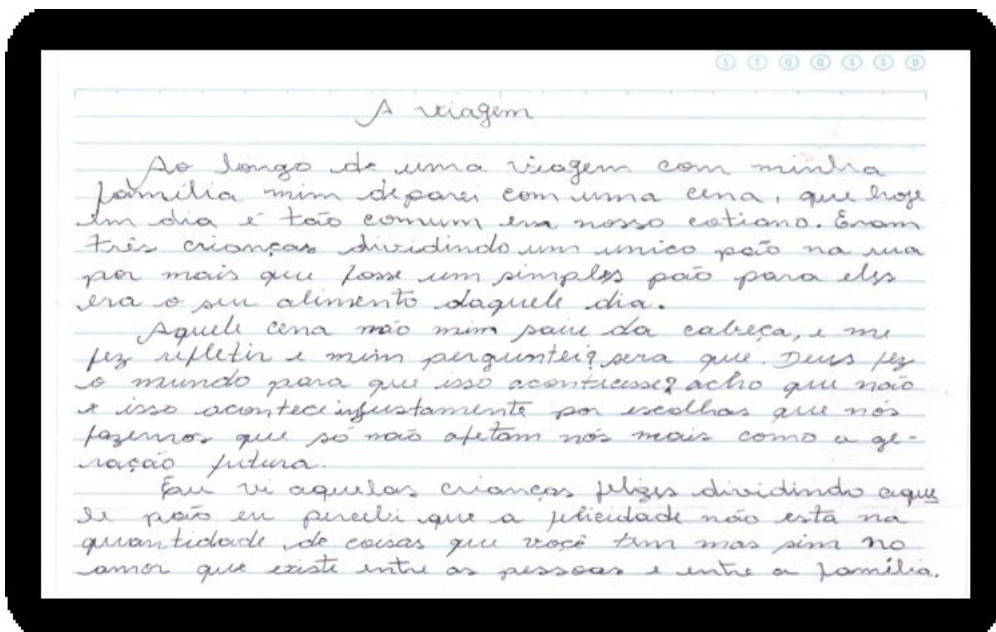 S T Q Q S S D
A viagem
Ao longo de uma viagem com minha
família mim deparei com uma cena, que hoje
em dia é tão comum em nosso cotiano. Eram
três crianças dividindo um unico pão na rua
por mais que fosse um simples pão para eles
era o seu alimento daquele dia.
Aquele cena não mim saiu da cabeça, e me
fez refletir e mim perguntei? sera que. Deus fez
o mundo para que isso acontecesse? acho que não
e isso acontece injustamente por escolhas que nós
fazemos que só não afetam nós mais como a ge-
ração futura.
Eu vi aquelas crianças felizes dividindo aque
le pão eu percebi que a felicidade não está na
quantidade de coisas que você tem mas sim no
amor que existe entre as pessoas e entre a família.